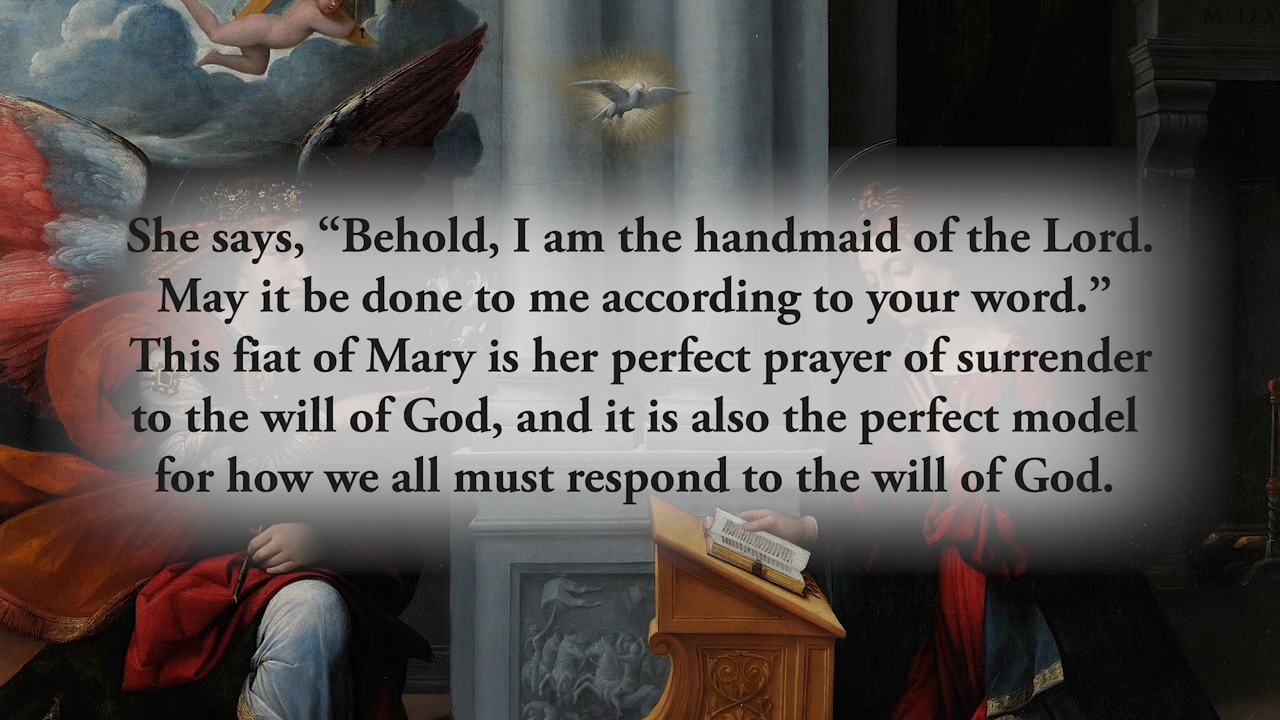 She says, “Behold, I am the handmaid of the Lord.
May it be done to me according to your word.”
This fiat of Mary is her perfect prayer of surrender
to the will of God, and it is also the perfect model
for how we all must respond to the will of God.